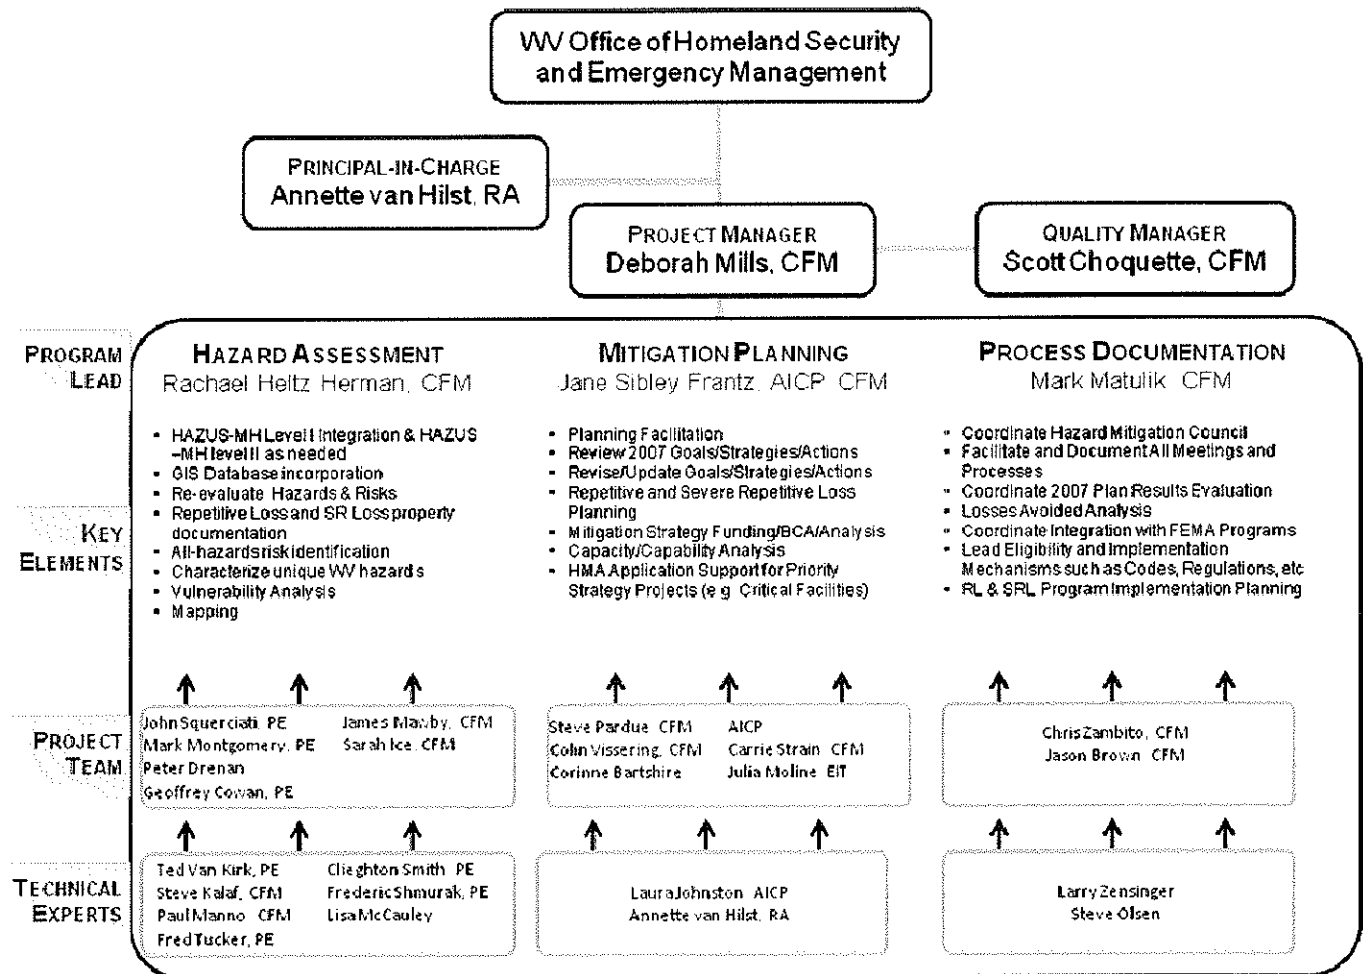 WV Office of Homeland Security
and Emergency Management
PRINCIPAL-IN-CHARGE
Annette van Hilst, RA
PROJECT MANAGER
Deborah Mills, CFM
QUALITY MANAGER
Scott Choquette, CFM
PROGRAM
LEAD
HAZARD ASSESSMENT
Rachael Heltz Herman, CFM
MITIGATION PLANNING
Jane Sibley Frantz, AICP CFM
PROCESS DOCUMENTATION
Mark Matulik CFM
KEY
ELEMENTS
• HAZUS-MH Level I Integration & HAZUS
–MH level II as needed
• GIS Database incorporation
• Re-evaluate Hazards & Risks
• Repetitive Loss and SR Loss property
documentation
• All-hazards risk identification
• Characterize unique WV hazards
• Vulnerability Analysis
• Mapping
• Planning Facilitation
• Review 2007 Goals/Strategies/Actions
• Revise/Update Goals/Strategies/Actions
• Repetitive and Severe Repetitive Loss
Planning
• Mitigation Strategy Funding/BCA/Analysis
• Capacity/Capability Analysis
• HMA Application Support for Priority
Strategy Projects (e.g. Critical Facilities)
• Coordinate Hazard Mitigation Council
• Facilitate and Document All Meetings and
Processes
• Coordinate 2007 Plan Results Evaluation
• Losses Avoided Analysis
• Coordinate Integration with FEMA Programs
• Lead Eligibility and Implementation
Mechanisms such as Codes, Regulations, etc
• RL & SRL Program Implementation Planning
PROJECT
TEAM
John Squerciati, PE
Mark Montgomery, PE
Peter Drenan
Geoffrey Cowan, PE
James Mawby, CFM
Sarah Ice, CFM
Steve Pardue CFM
Colin Vissering, CFM
Corinne Bartshire
AICP
Carrie Strain CFM
Julia Moline EIT
Chris Zambito, CFM
Jason Brown CFM
TECHNICAL
EXPERTS
Ted Van Kirk, PE
Steve Kalaf, CFM
Paul Manno CFM
Fred Tucker, PE
Clieghton Smith PE
Frederic Shmurak, PE
Lisa McCauley
Laura Johnston AICP
Annette van Hilst, RA
Larry Zensinger
Steve Olsen